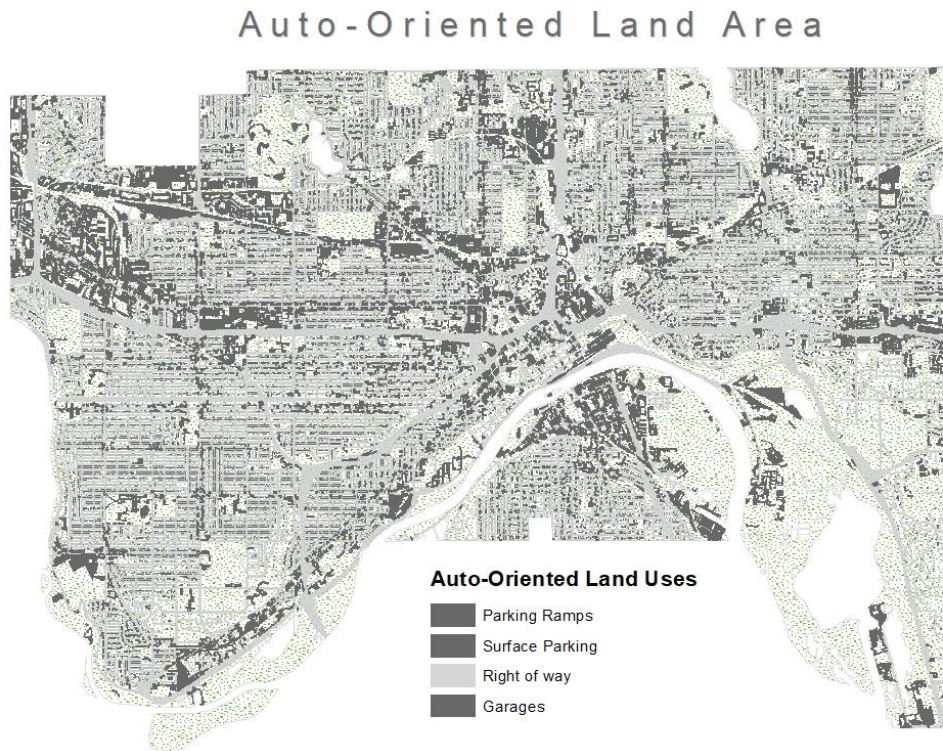 Auto-Oriented Land Area
Auto-Oriented Land Uses
Parking Ramps
Surface Parking
Right of way
Garages